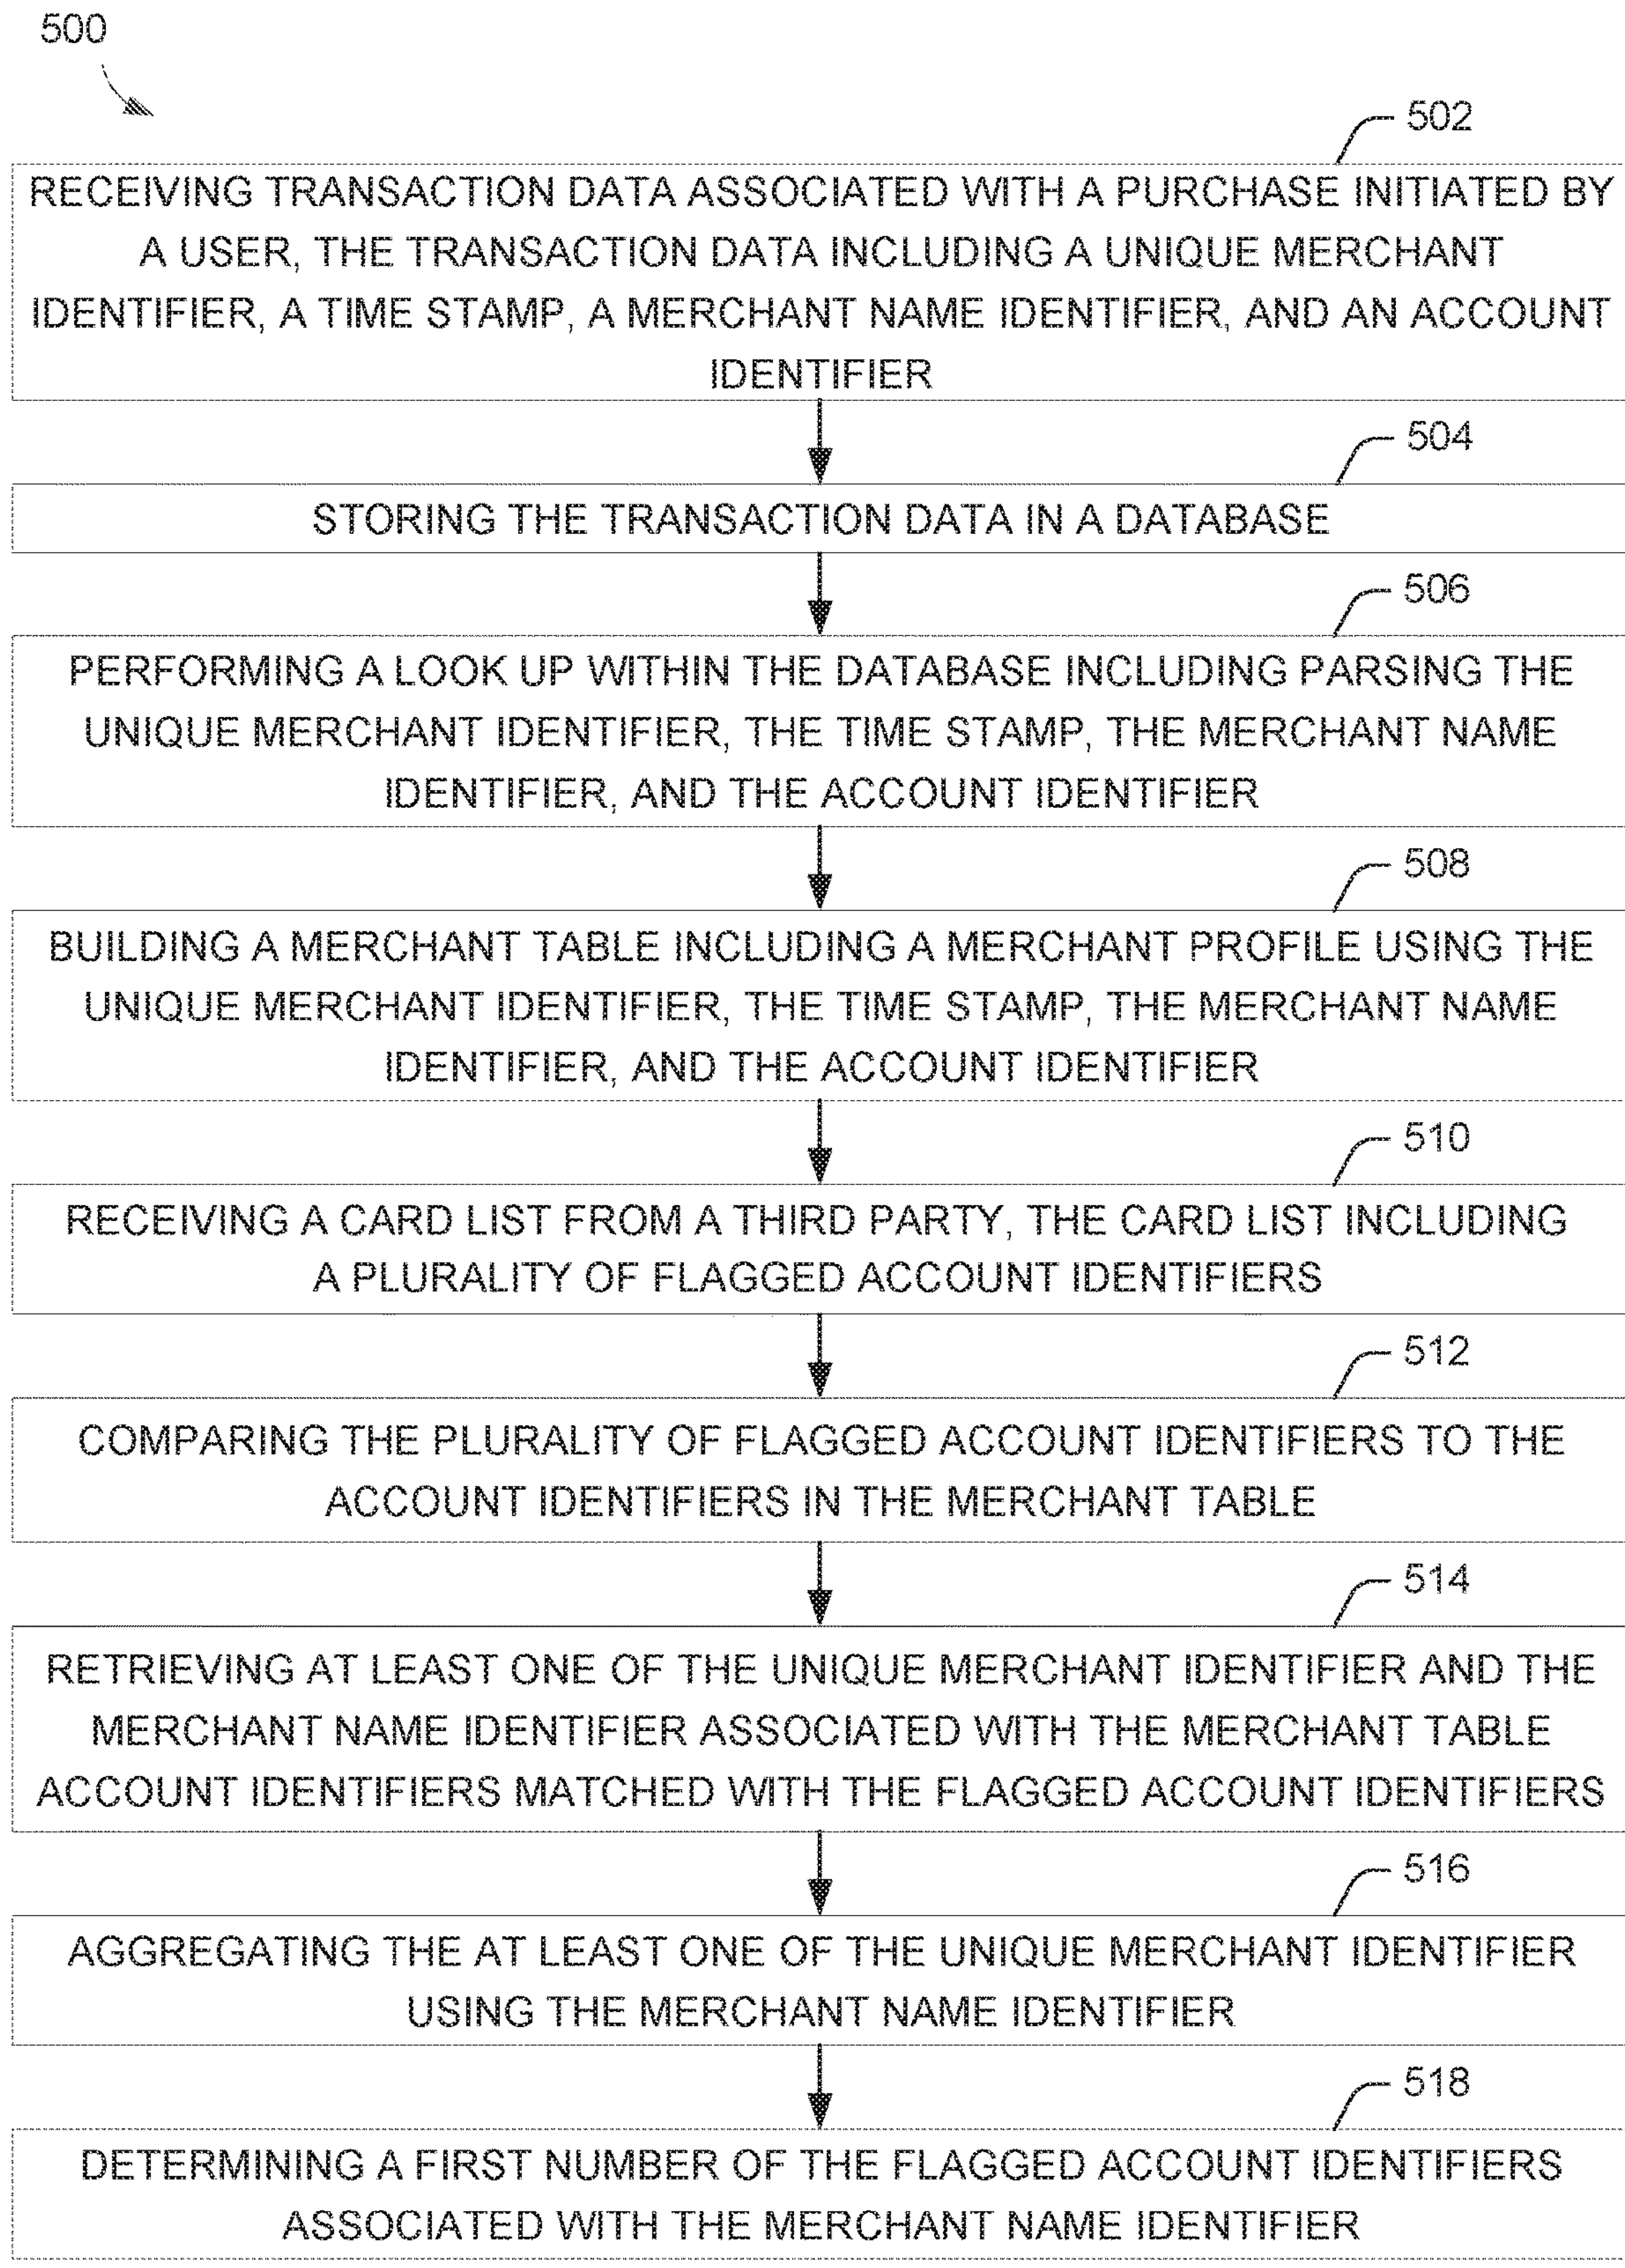 500
502
RECEIVING TRANSACTION DATA ASSOCIATED WITH A PURCHASE INITIATED BY
A USER, THE TRANSACTION DATA INCLUDING A UNIQUE MERCHANT
IDENTIFIER, A TIME STAMP, A MERCHANT NAME IDENTIFIER, AND AN ACCOUNT
IDENTIFIER
504
STORING THE TRANSACTION DATA IN A DATABASE
506
PERFORMING A LOOK UP WITHIN THE DATABASE INCLUDING PARSING THE
UNIQUE MERCHANT IDENTIFIER, THE TIME STAMP, THE MERCHANT NAME
IDENTIFIER, AND THE ACCOUNT IDENTIFIER
508
BUILDING A MERCHANT TABLE INCLUDING A MERCHANT PROFILE USING THE
UNIQUE MERCHANT IDENTIFIER, THE TIME STAMP, THE MERCHANT NAME
IDENTIFIER, AND THE ACCOUNT IDENTIFIER
510
RECEIVING A CARD LIST FROM A THIRD PARTY, THE CARD LIST INCLUDING
A PLURALITY OF FLAGGED ACCOUNT IDENTIFIERS
512
COMPARING THE PLURALITY OF FLAGGED ACCOUNT IDENTIFIERS TO THE
ACCOUNT IDENTIFIERS IN THE MERCHANT TABLE
514
RETRIEVING AT LEAST ONE OF THE UNIQUE MERCHANT IDENTIFIER AND THE
MERCHANT NAME IDENTIFIER ASSOCIATED WITH THE MERCHANT TABLE
ACCOUNT IDENTIFIERS MATCHED WITH THE FLAGGED ACCOUNT IDENTIFIERS
516
AGGREGATING THE AT LEAST ONE OF THE UNIQUE MERCHANT IDENTIFIER
USING THE MERCHANT NAME IDENTIFIER
518
DETERMINING A FIRST NUMBER OF THE FLAGGED ACCOUNT IDENTIFIERS
ASSOCIATED WITH THE MERCHANT NAME IDENTIFIER